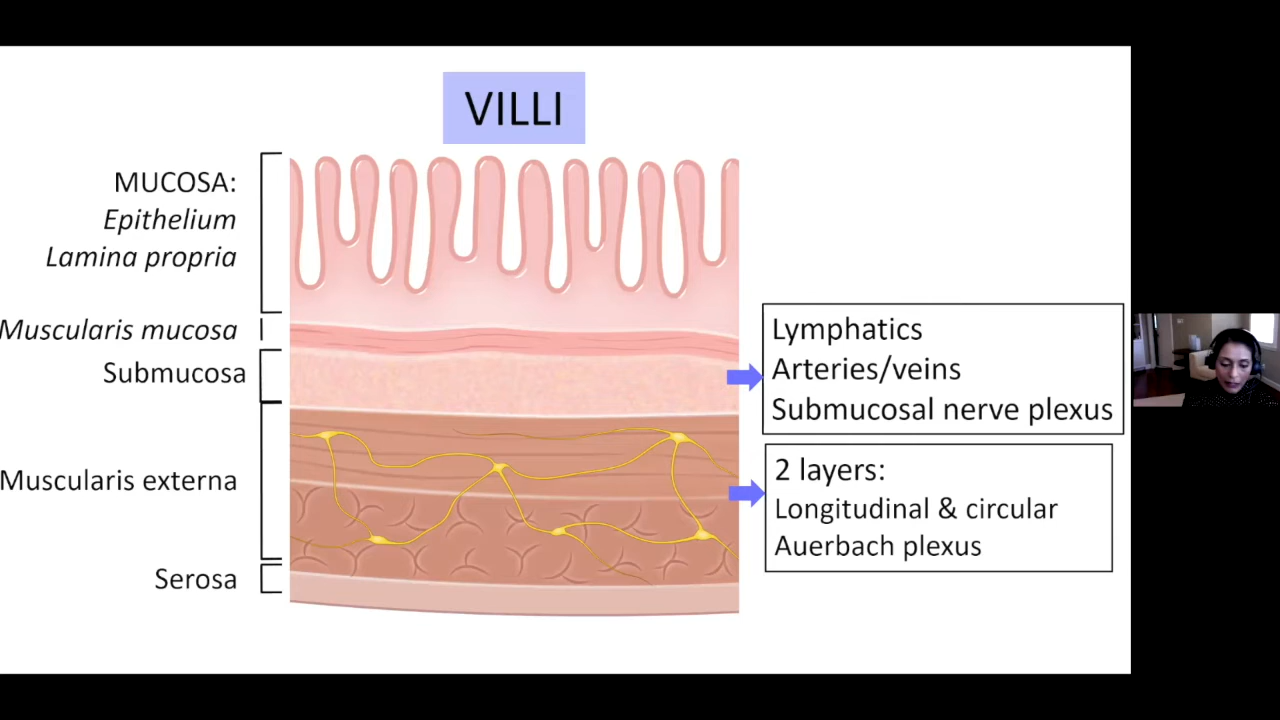 VILLI
MUCOSA:
Epithelium
Lamina propria
Muscularis mucosa
Submucosa
Muscularis externa
Serosa
Lymphatics
Arteries/veins
Submucosal nerve plexus
2 layers:
Longitudinal & circular
Auerbach plexus